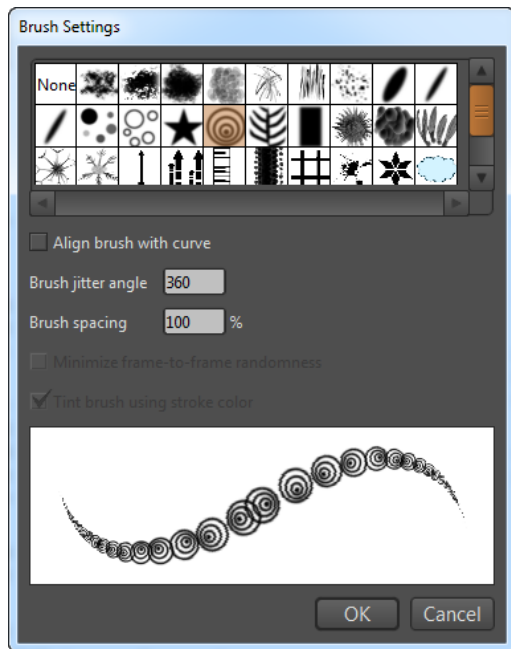 Brush Settings
None
Align brush with curve
Brush jitter angle 360
Brush spacing 100 %
Minimize frame-to-frame randomness
Tint brush using stroke color
OK Cancel